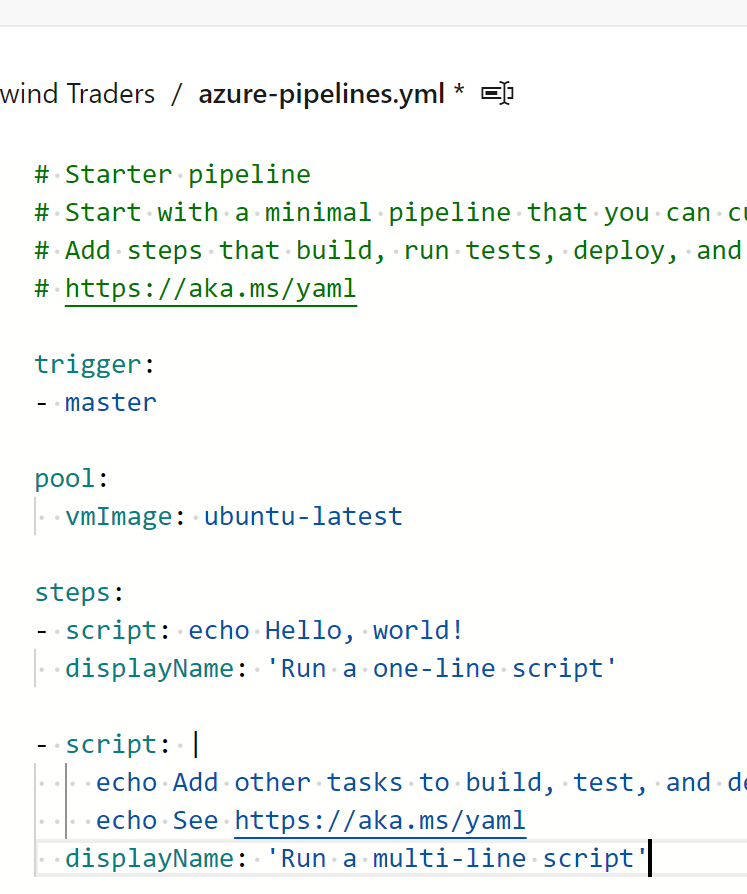 wind Traders / azure-pipelines.yml *
# Starter pipeline
# Start with a minimal pipeline that you can
# Add steps that build, run tests, deploy, and
# https://aka.ms/yaml
trigger:
- master
pool:
  vmImage: ubuntu-latest
steps:
- script: echo Hello, world!
  displayName: 'Run a one-line script'
- script: |
    echo Add other tasks to build, test, and
    echo See https://aka.ms/yaml
  displayName: 'Run a multi-line script'